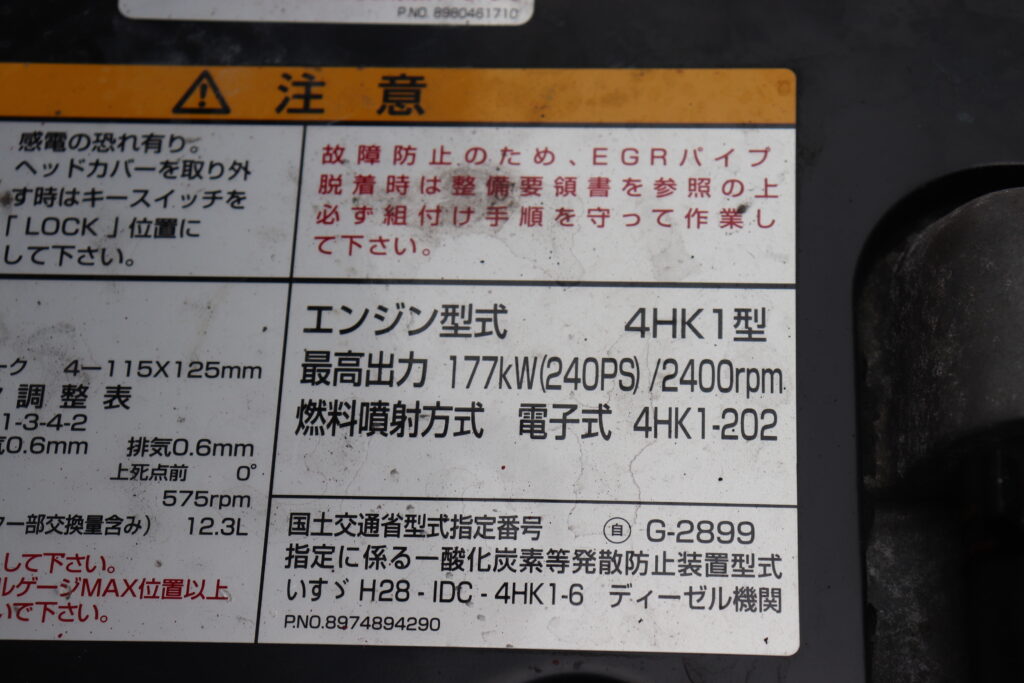 P.NO. 8980461710
注 意
感電の恐れ有り。
ヘッドカバーを取り外
す時はキースイッチを
「LOCK」位置に
して下さい。
故障防止のため、EGRパイプ
脱着時は整備要領書を参照の上
必ず組付け手順を守って作業し
て下さい。
ーク 4－115X125mm
調整表
1-3-4-2
気0.6mm 排気0.6mm
上死点前 0°
575rpm
ター部交換量含み） 12.3L
して下さい。
ルゲージMAX位置以上
いで下さい。
エンジン型式 4HK1型
最高出力 177kW(240PS) /2400rpm
燃料噴射方式 電子式 4HK1-202
国土交通省型式指定番号 ㊂自 G-2899
指定に係る一酸化炭素等発散防止装置型式
いすゞ H28 - IDC - 4HK1-6 ディーゼル機関
P.NO.8974894290